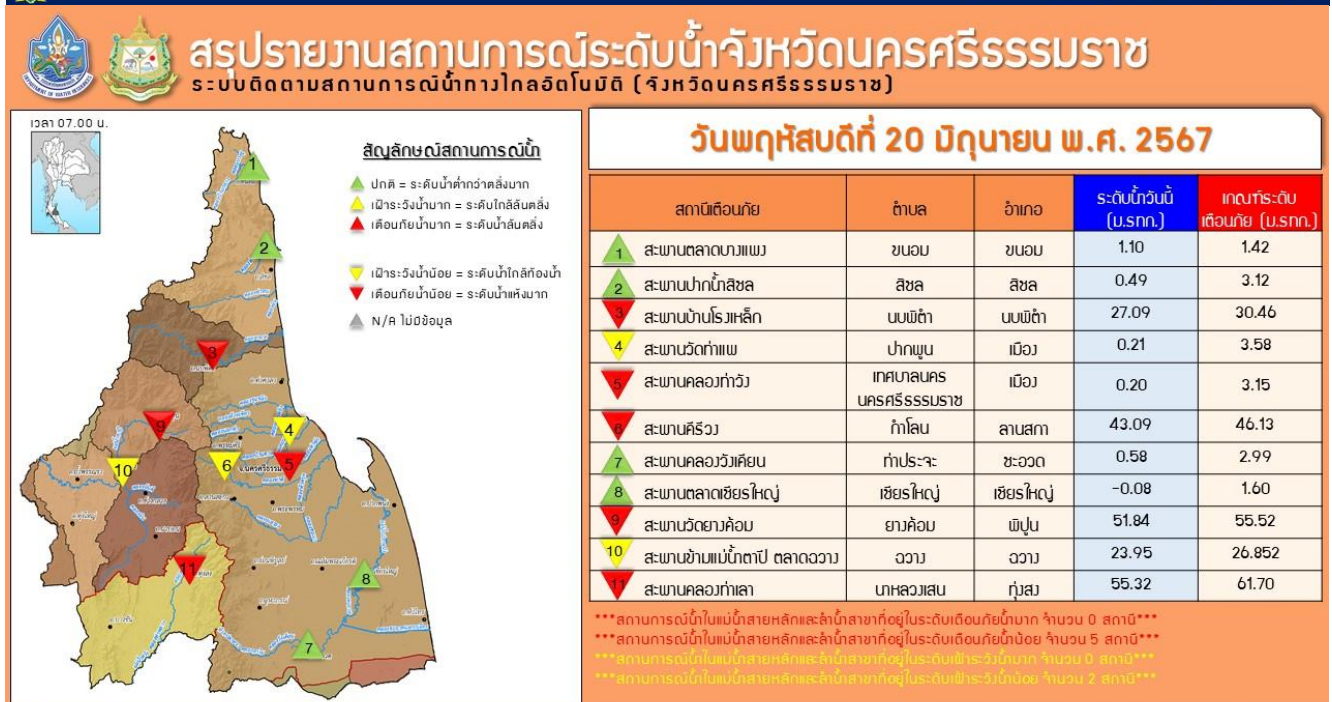 สรุปรายงานสถานการณ์ระดับน้ำจังหวัดนครศรีธรรมราช
ระบบติดตามสถานการณ์น้ำทางไกลอัตโนมัติ (จังหวัดนครศรีธรรมราช)
เวลา 07.00 น.
สัญลักษณ์สถานการณ์น้ำ
ปกติ = ระดับน้ำต่ำกว่าตลิ่งมาก
เฝ้าระวังน้ำมาก = ระดับใกล้ล้นตลิ่ง
เตือนภัยน้ำมาก = ระดับน้ำล้นตลิ่ง
เฝ้าระวังน้ำน้อย = ระดับน้ำใกล้ท้องน้ำ
เตือนภัยน้ำน้อย = ระดับน้ำแห้งมาก
N/A ไม่มีข้อมูล
1
2
3
4
9
10
6
5
11
8
7
วันพฤหัสบดีที่ 20 มิถุนายน พ.ศ. 2567
สถานีเตือนภัย ตำบล อำเภอ ระดับน้ำวันนี้ (ม.รทก.) เกณฑ์ระดับเตือนภัย (ม.รทก.)
1 สะพานตลาดบางแพง ขนอม ขนอม 1.10 1.42
2 สะพานปากน้ำสิชล สิชล สิชล 0.49 3.12
3 สะพานบ้านโรงเหล็ก นบพิตำ นบพิตำ 27.09 30.46
4 สะพานวัดท่าแพ ปากพูน เมือง 0.21 3.58
5 สะพานคลองท่าวัง เทศบาลนครนครศรีธรรมราช เมือง 0.20 3.15
6 สะพานคีรีวง กำโลน ลานสกา 43.09 46.13
7 สะพานคลองวังเคียน ท่าประจะ ชะอวด 0.58 2.99
8 สะพานตลาดเชียรใหญ่ เชียรใหญ่ เชียรใหญ่ -0.08 1.60
9 สะพานวัดยางค้อม ยางค้อม พิปูน 51.84 55.52
10 สะพานข้ามแม่น้ำตาปี ตลาดฉวาง ฉวาง ฉวาง 23.95 26.852
11 สะพานคลองท่าเลา นาหลวงเสน ทุ่งสง 55.32 61.70
***สถานการณ์น้ำในแม่น้ำสายหลักและลำน้ำสาขาที่อยู่ในระดับเตือนภัยน้ำมาก จำนวน 0 สถานี***
***สถานการณ์น้ำในแม่น้ำสายหลักและลำน้ำสาขาที่อยู่ในระดับเตือนภัยน้ำน้อย จำนวน 5 สถานี***
***สถานการณ์น้ำในแม่น้ำสายหลักและลำน้ำสาขาที่อยู่ในระดับเฝ้าระวังน้ำมาก จำนวน 0 สถานี***
***สถานการณ์น้ำในแม่น้ำสายหลักและลำน้ำสาขาที่อยู่ในระดับเฝ้าระวังน้ำน้อย จำนวน 2 สถานี***